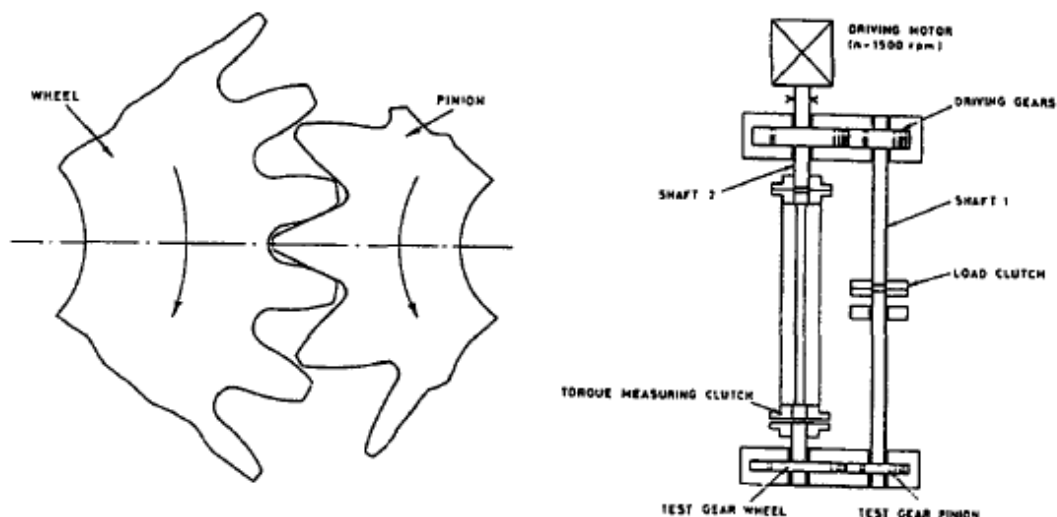 WHEEL
PINION
DRIVING MOTOR
(n-1500 rpm)
DRIVING GEARS
SHAFT 2
SHAFT 1
LOAD CLUTCH
TORQUE MEASURING CLUTCH
TEST GEAR WHEEL
TEST GEAR PINION